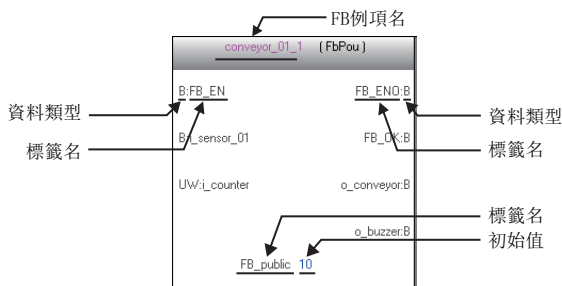 FB例項名
conveyor_01_1 (FbPou)
B:FB_EN FB_ENO:B
資料類型 資料類型
標籤名 B:i_sensor_01 FB_OK:B 標籤名
UW:i_counter o_conveyor:B
標籤名
o_buzzer:B 初始值
FB_public 10